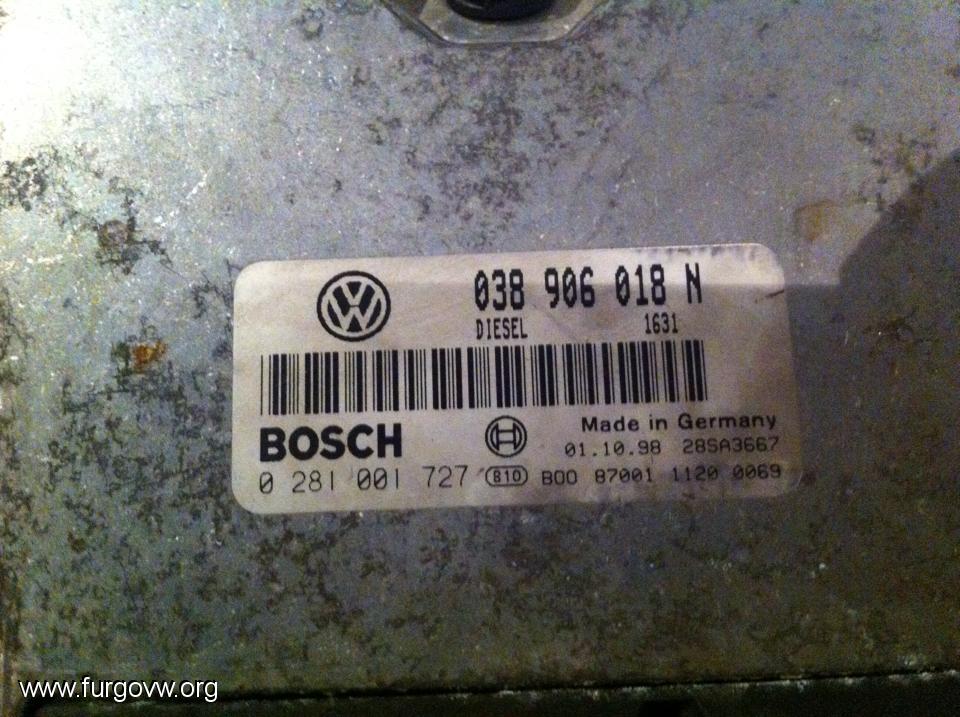 038 906 018 N
DIESEL 1631
BOSCH
Made in Germany
01.10.98 28SA3667
0 281 001 727 B10 B00 87001 1120 0069
www.furgovw.org